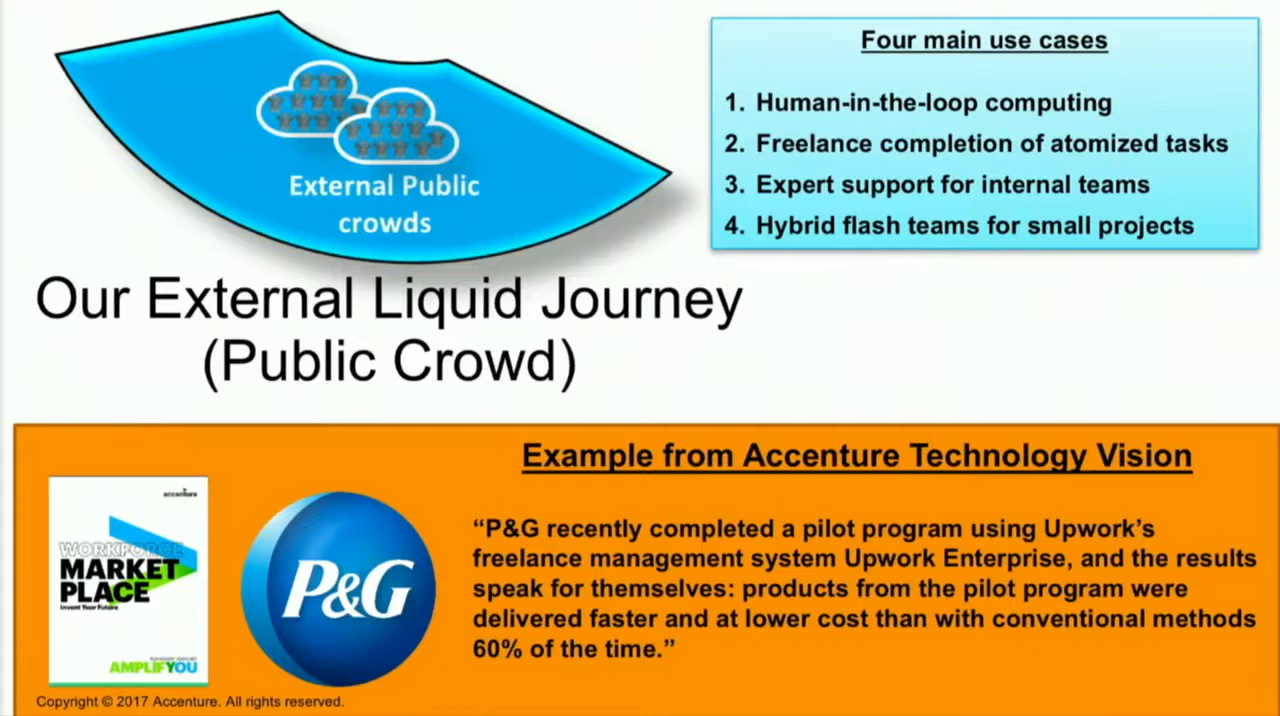 External Public
crowds
Four main use cases
1. Human-in-the-loop computing
2. Freelance completion of atomized tasks
3. Expert support for internal teams
4. Hybrid flash teams for small projects
Our External Liquid Journey
(Public Crowd)
Example from Accenture Technology Vision
accenture
WORKFORCE
MARKET
PLACE
Invent Your Future
AMPLIFYYOU
P&G
“P&G recently completed a pilot program using Upwork’s
freelance management system Upwork Enterprise, and the results
speak for themselves: products from the pilot program were
delivered faster and at lower cost than with conventional methods
60% of the time.”
Copyright © 2017 Accenture. All rights reserved.